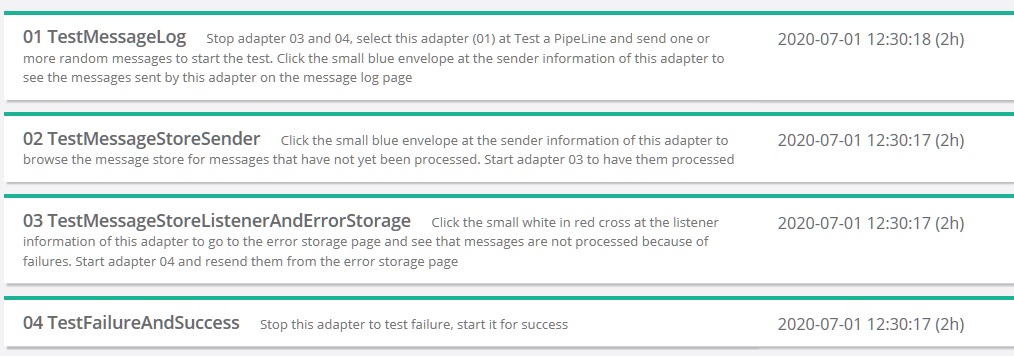 01 TestMessageLog Stop adapter 03 and 04, select this adapter (01) at Test a PipeLine and send one or 2020-07-01 12:30:18 (2h)
more random messages to start the test. Click the small blue envelope at the sender information of this adapter to
see the messages sent by this adapter on the message log page
02 TestMessageStoreSender Click the small blue envelope at the sender information of this adapter to 2020-07-01 12:30:17 (2h)
browse the message store for messages that have not yet been processed. Start adapter 03 to have them processed
03 TestMessageStoreListenerAndErrorStorage Click the small white in red cross at the listener 2020-07-01 12:30:17 (2h)
information of this adapter to go to the error storage page and see that messages are not processed because of
failures. Start adapter 04 and resend them from the error storage page
04 TestFailureAndSuccess Stop this adapter to test failure, start it for success 2020-07-01 12:30:17 (2h)